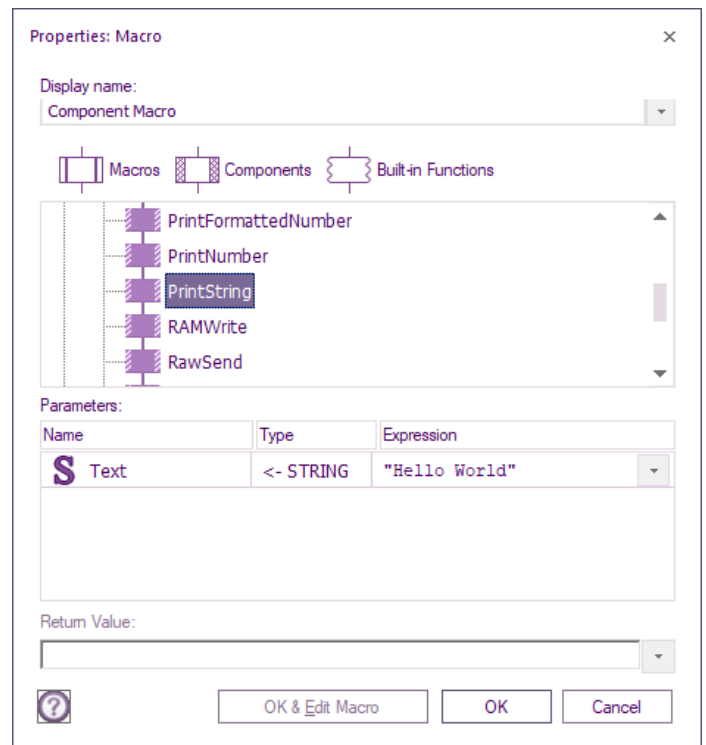 Properties: Macro
Display name:
Component Macro
Macros Components Built-in Functions
PrintFormattedNumber
PrintNumber
PrintString
RAMWrite
RawSend
Parameters:
Name Type Expression
S Text <- STRING "Hello World"
Return Value:
? OK & Edit Macro OK Cancel